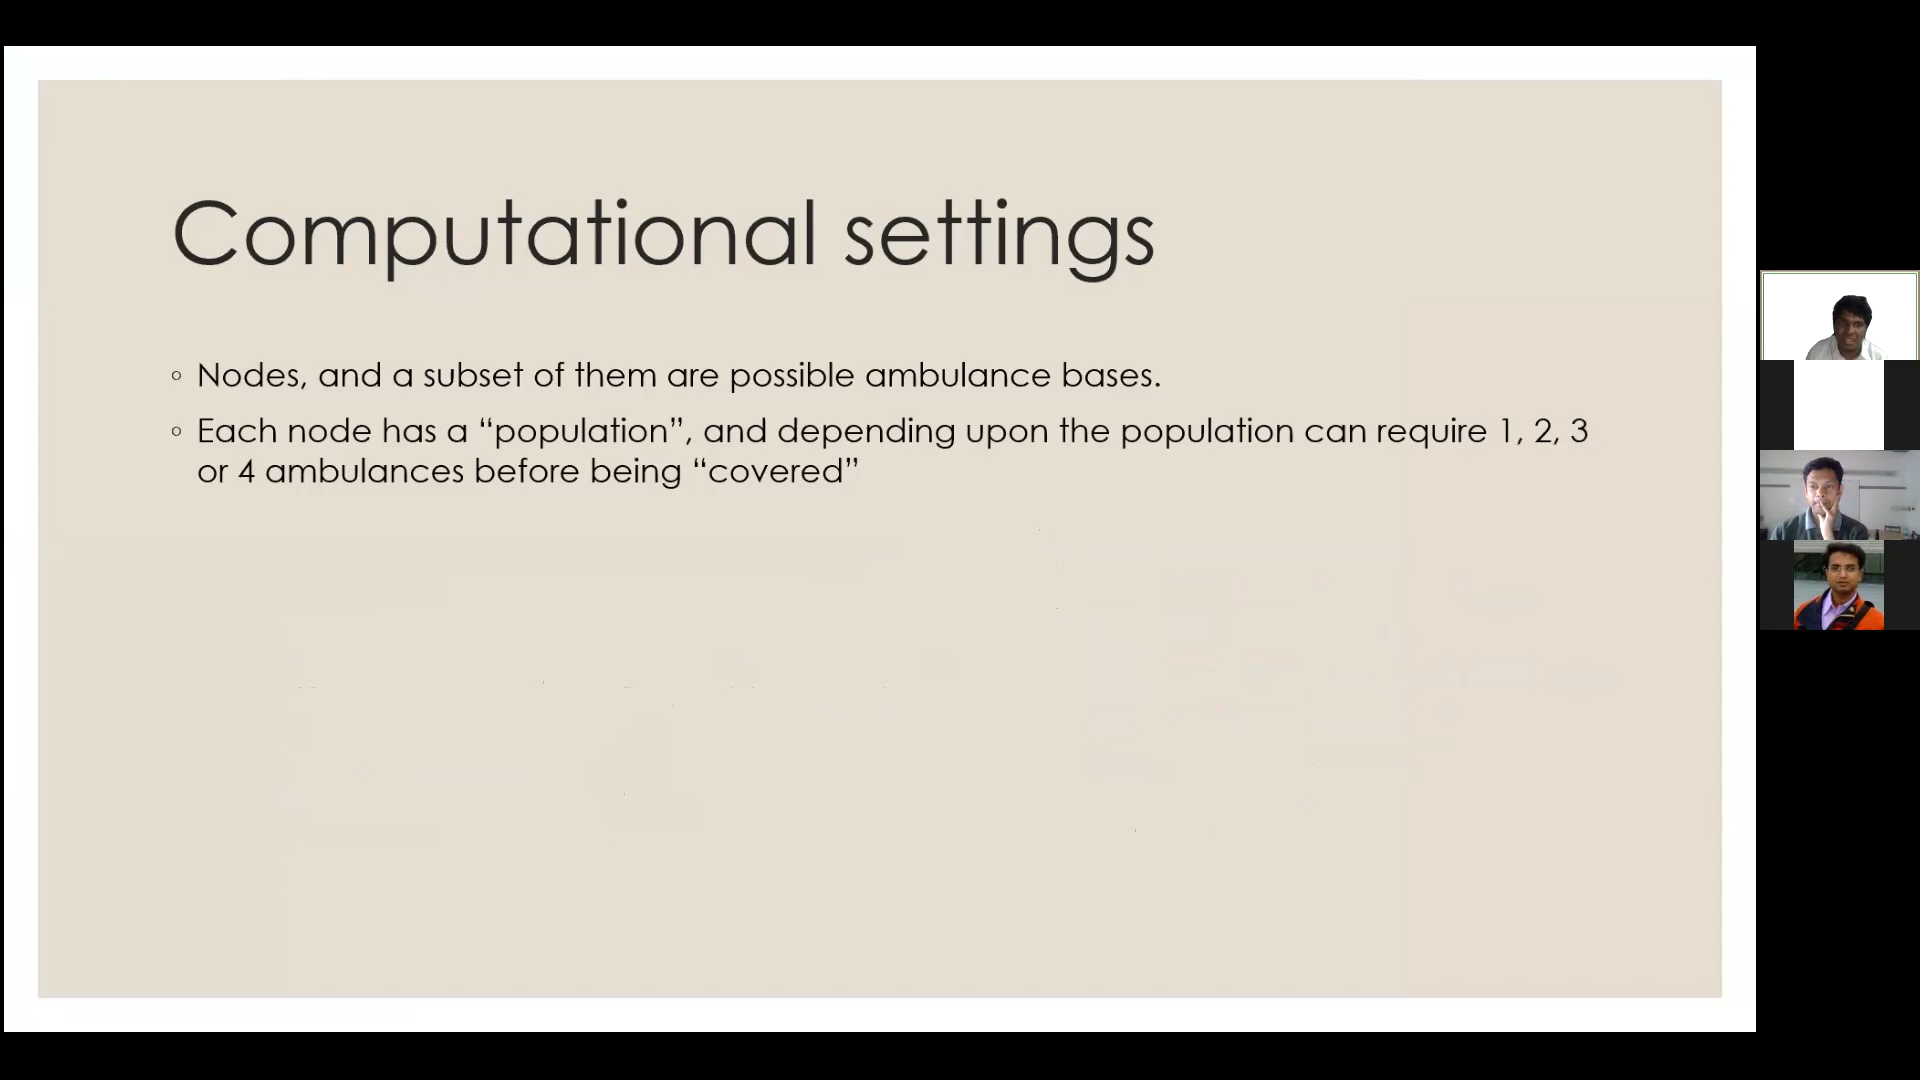 Computational settings
◦ Nodes, and a subset of them are possible ambulance bases.
◦ Each node has a “population”, and depending upon the population can require 1, 2, 3
or 4 ambulances before being “covered”